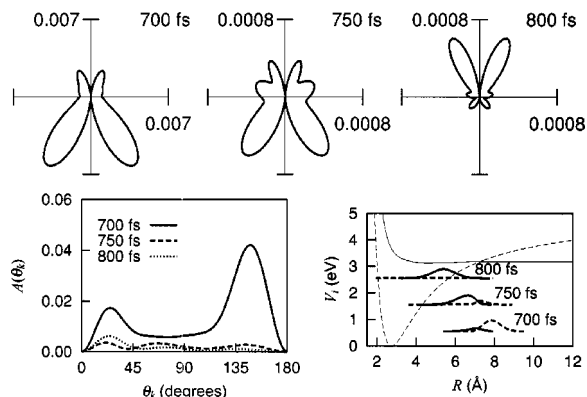 0.007 700 fs
0.007
0.0008 750 fs
0.0008
0.0008 800 fs
0.0008
0.06
0.04
0.02
0.00
A(θk)
700 fs
750 fs
800 fs
0 45 90 135 180
θk (degrees)
5
4
3
2
1
0
V1 (eV)
800 fs
750 fs
700 fs
2 4 6 8 10 12
R (Å)